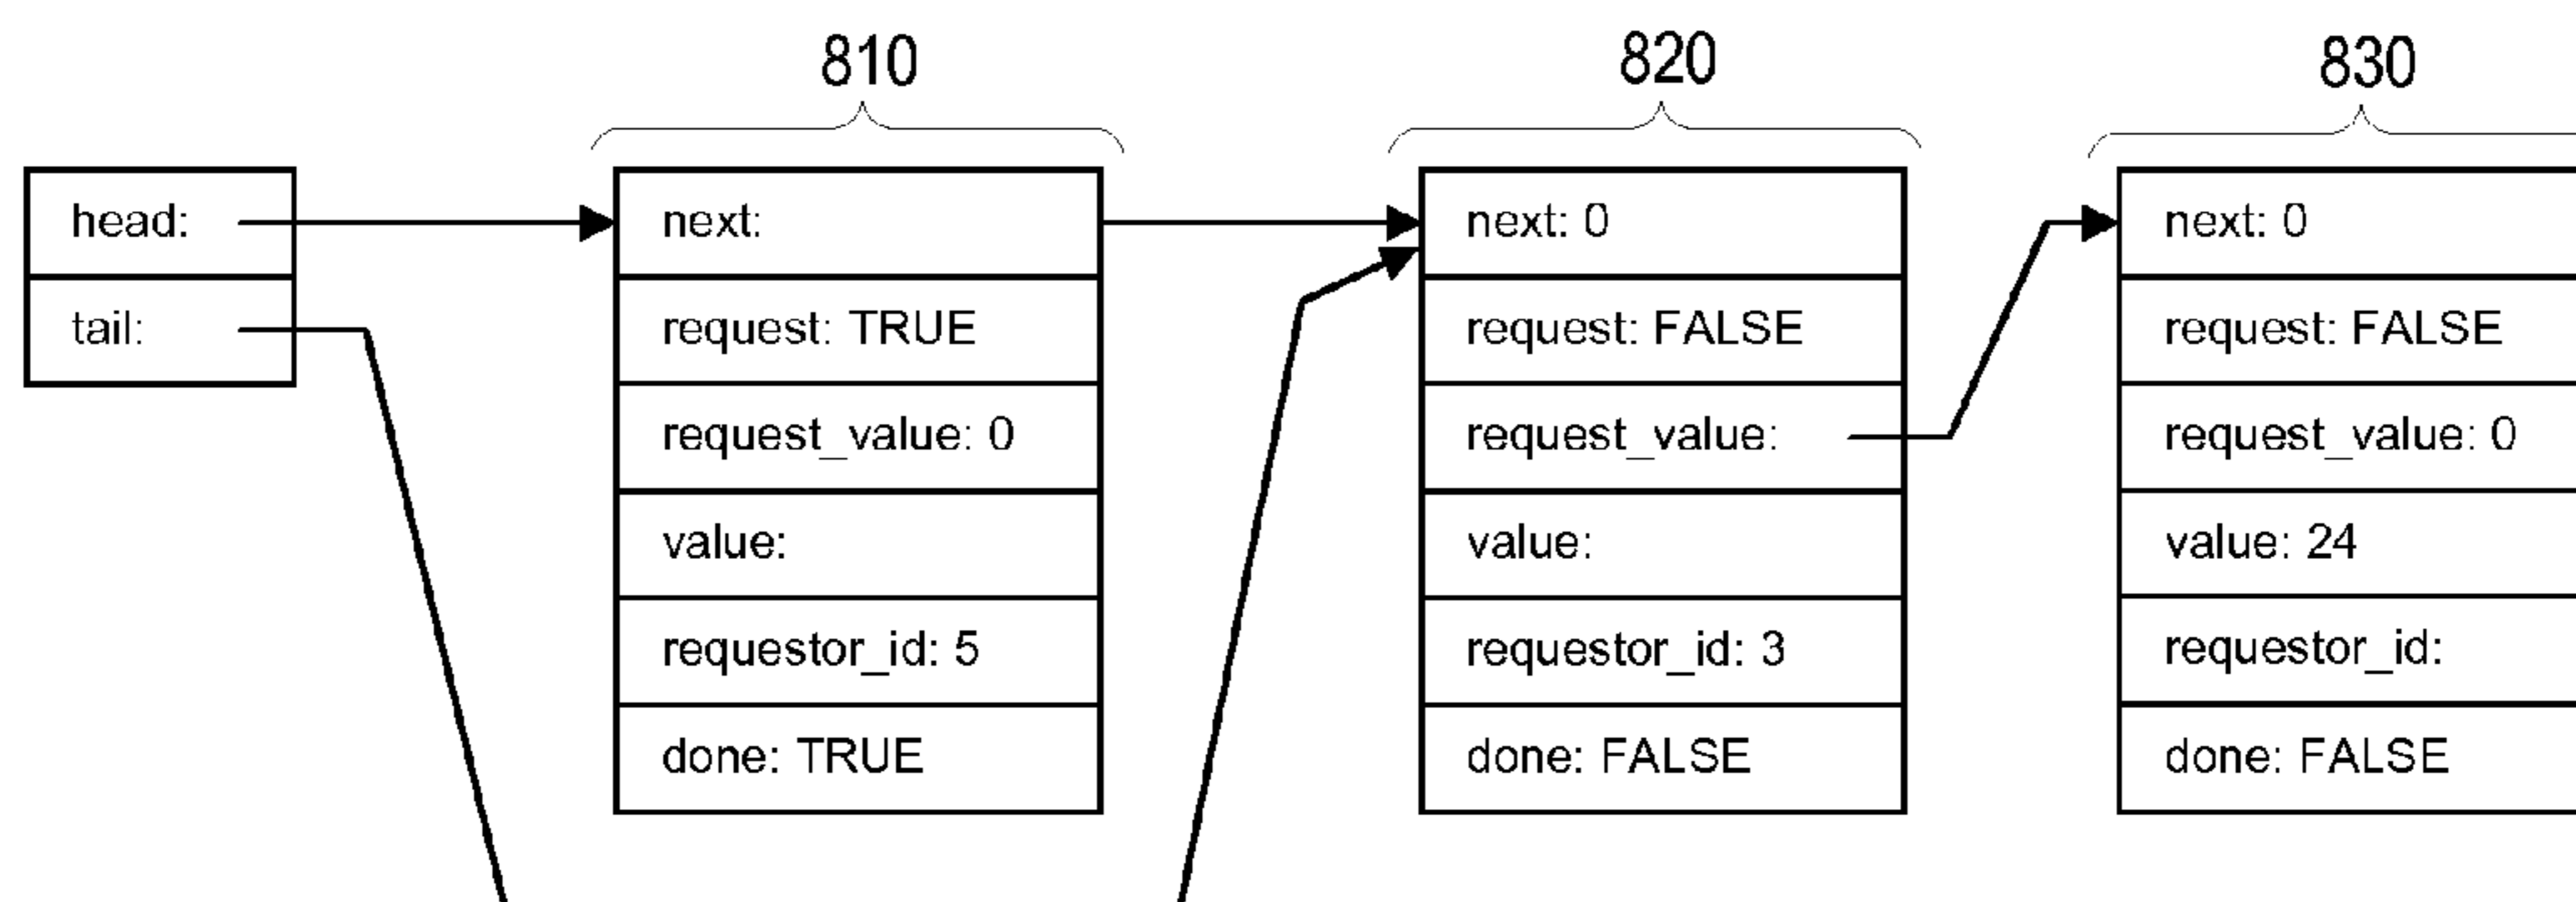 810
820
830
head:
tail:
next:
request: TRUE
request_value: 0
value:
requestor_id: 5
done: TRUE
next: 0
request: FALSE
request_value:
value:
requestor_id: 3
done: FALSE
next: 0
request: FALSE
request_value: 0
value: 24
requestor_id:
done: FALSE